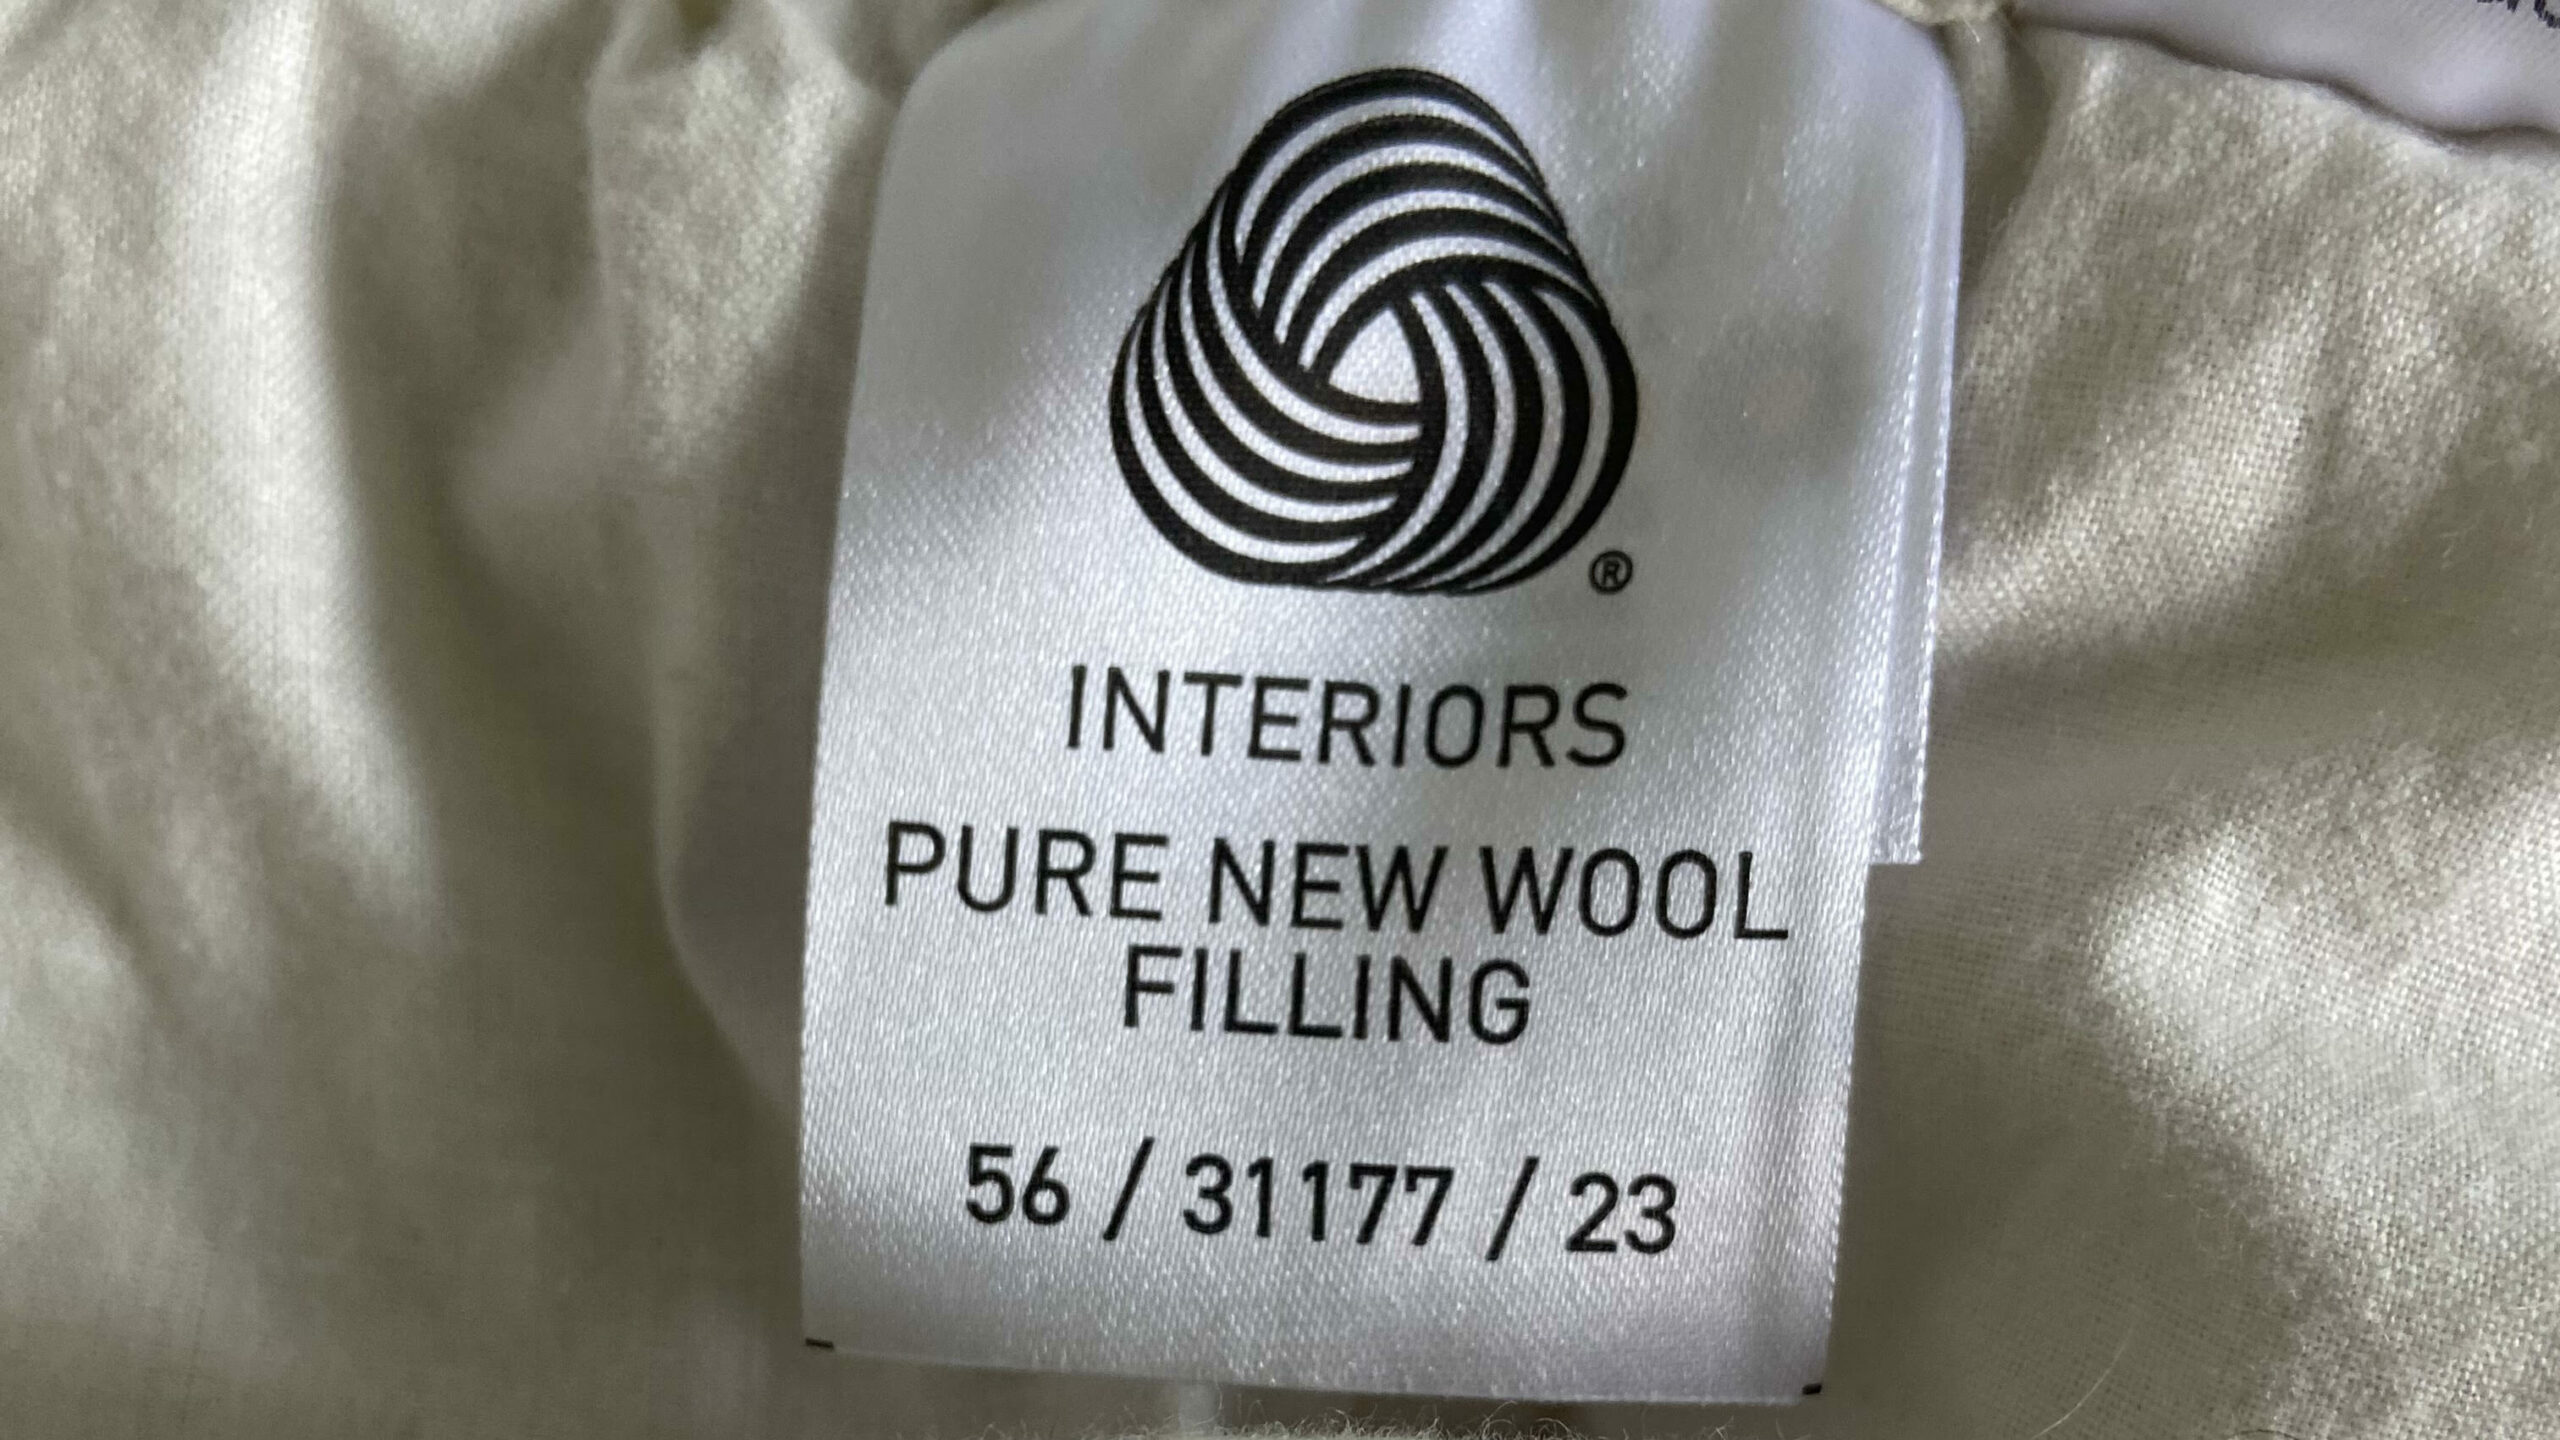 ®
INTERIORS
PURE NEW WOOL
FILLING
56 / 31177 / 23